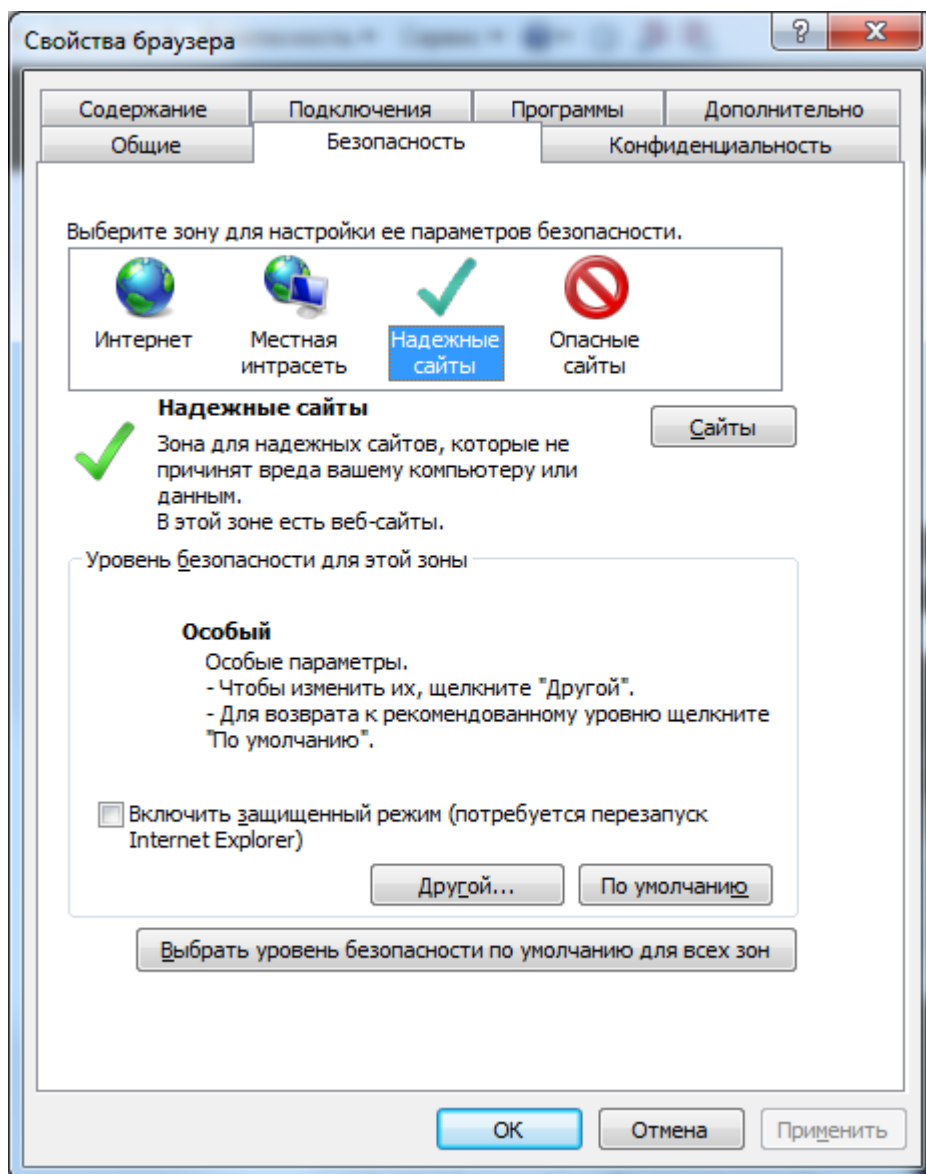 Свойства браузера
Содержание Подключения Программы Дополнительно
Общие Безопасность Конфиденциальность
Выберите зону для настройки ее параметров безопасности.
Интернет
Местная
интрасеть
Надежные
сайты
Опасные
сайты
Надежные сайты
Сайты
Зона для надежных сайтов, которые не
причинят вреда вашему компьютеру или
данным.
В этой зоне есть веб-сайты.
Уровень безопасности для этой зоны
Особый
Особые параметры.
- Чтобы изменить их, щелкните "Другой".
- Для возврата к рекомендованному уровню щелкните
"По умолчанию".
Включить защищенный режим (потребуется перезапуск
Internet Explorer)
Другой... По умолчанию
Выбрать уровень безопасности по умолчанию для всех зон
ОК Отмена Применить